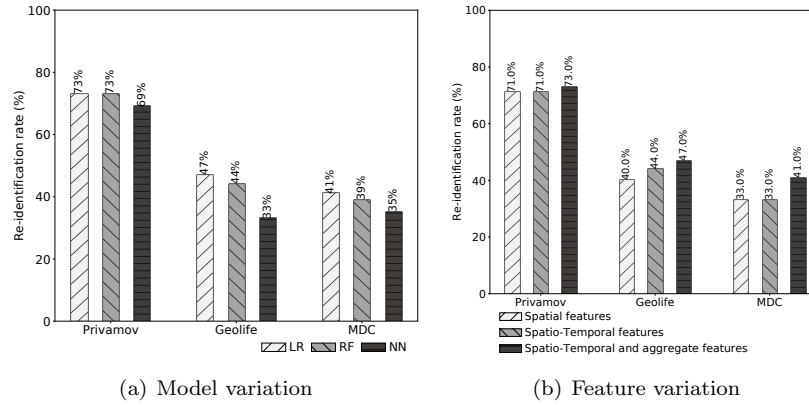 Re-identification rate (%)
100
80
60
40
20
0
73%
73%
69%
47%
44%
33%
41%
39%
35%
Privamov
Geolife
MDC
LR
RF
NN
(a) Model variation
Re-identification rate (%)
100
80
60
40
20
0
71.0%
71.0%
73.0%
40.0%
44.0%
47.0%
33.0%
33.0%
41.0%
Privamov
Geolife
MDC
Spatial features
Spatio-Temporal features
Spatio-Temporal and aggregate features
(b) Feature variation